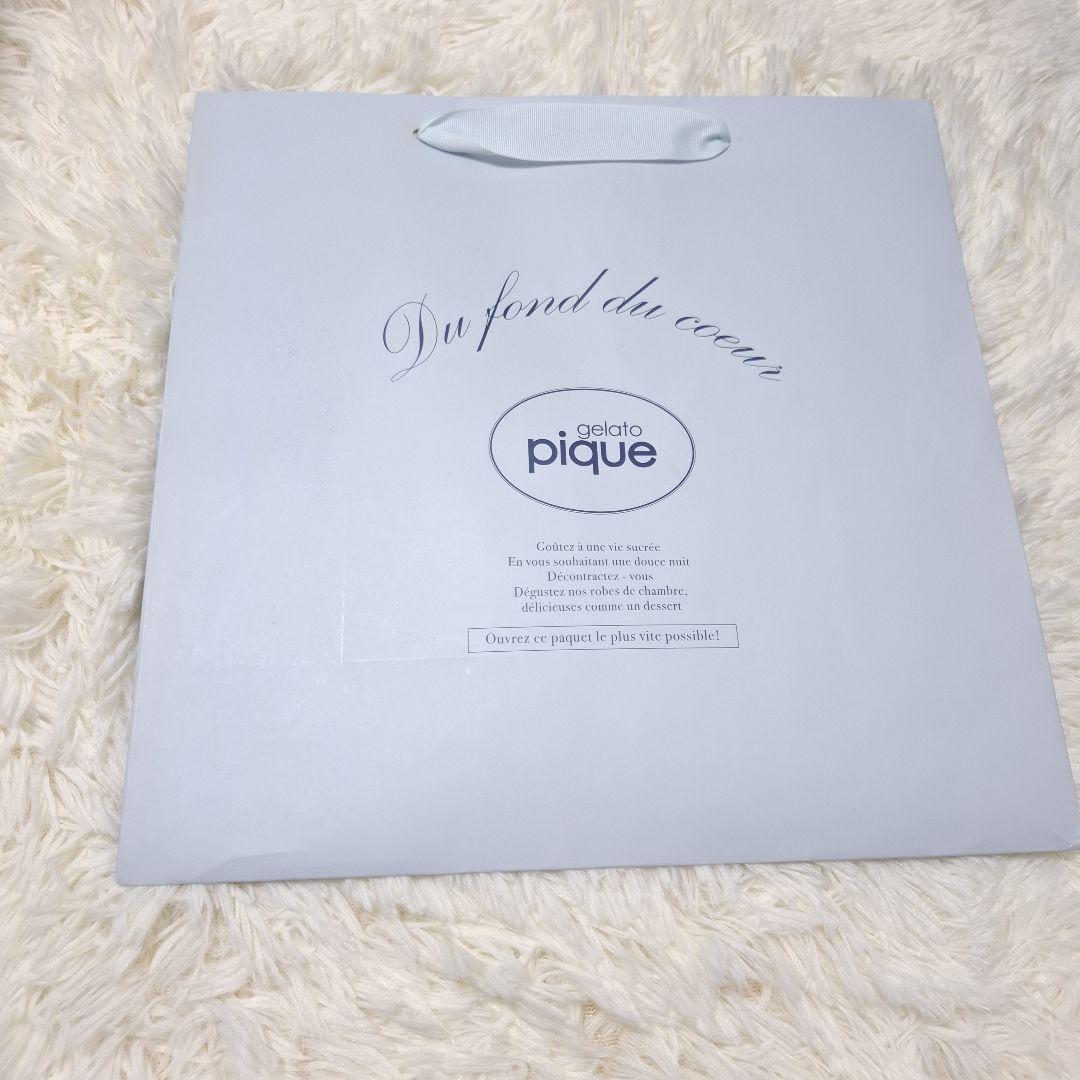 Du fond du coeur
gelato
pique
Goûtez à une vie sucrée
En vous souhaitant une douce nuit
Décontractez - vous
Dégustez nos robes de chambre,
délicieuses comme un dessert
Ouvrez ce paquet le plus vite possible!